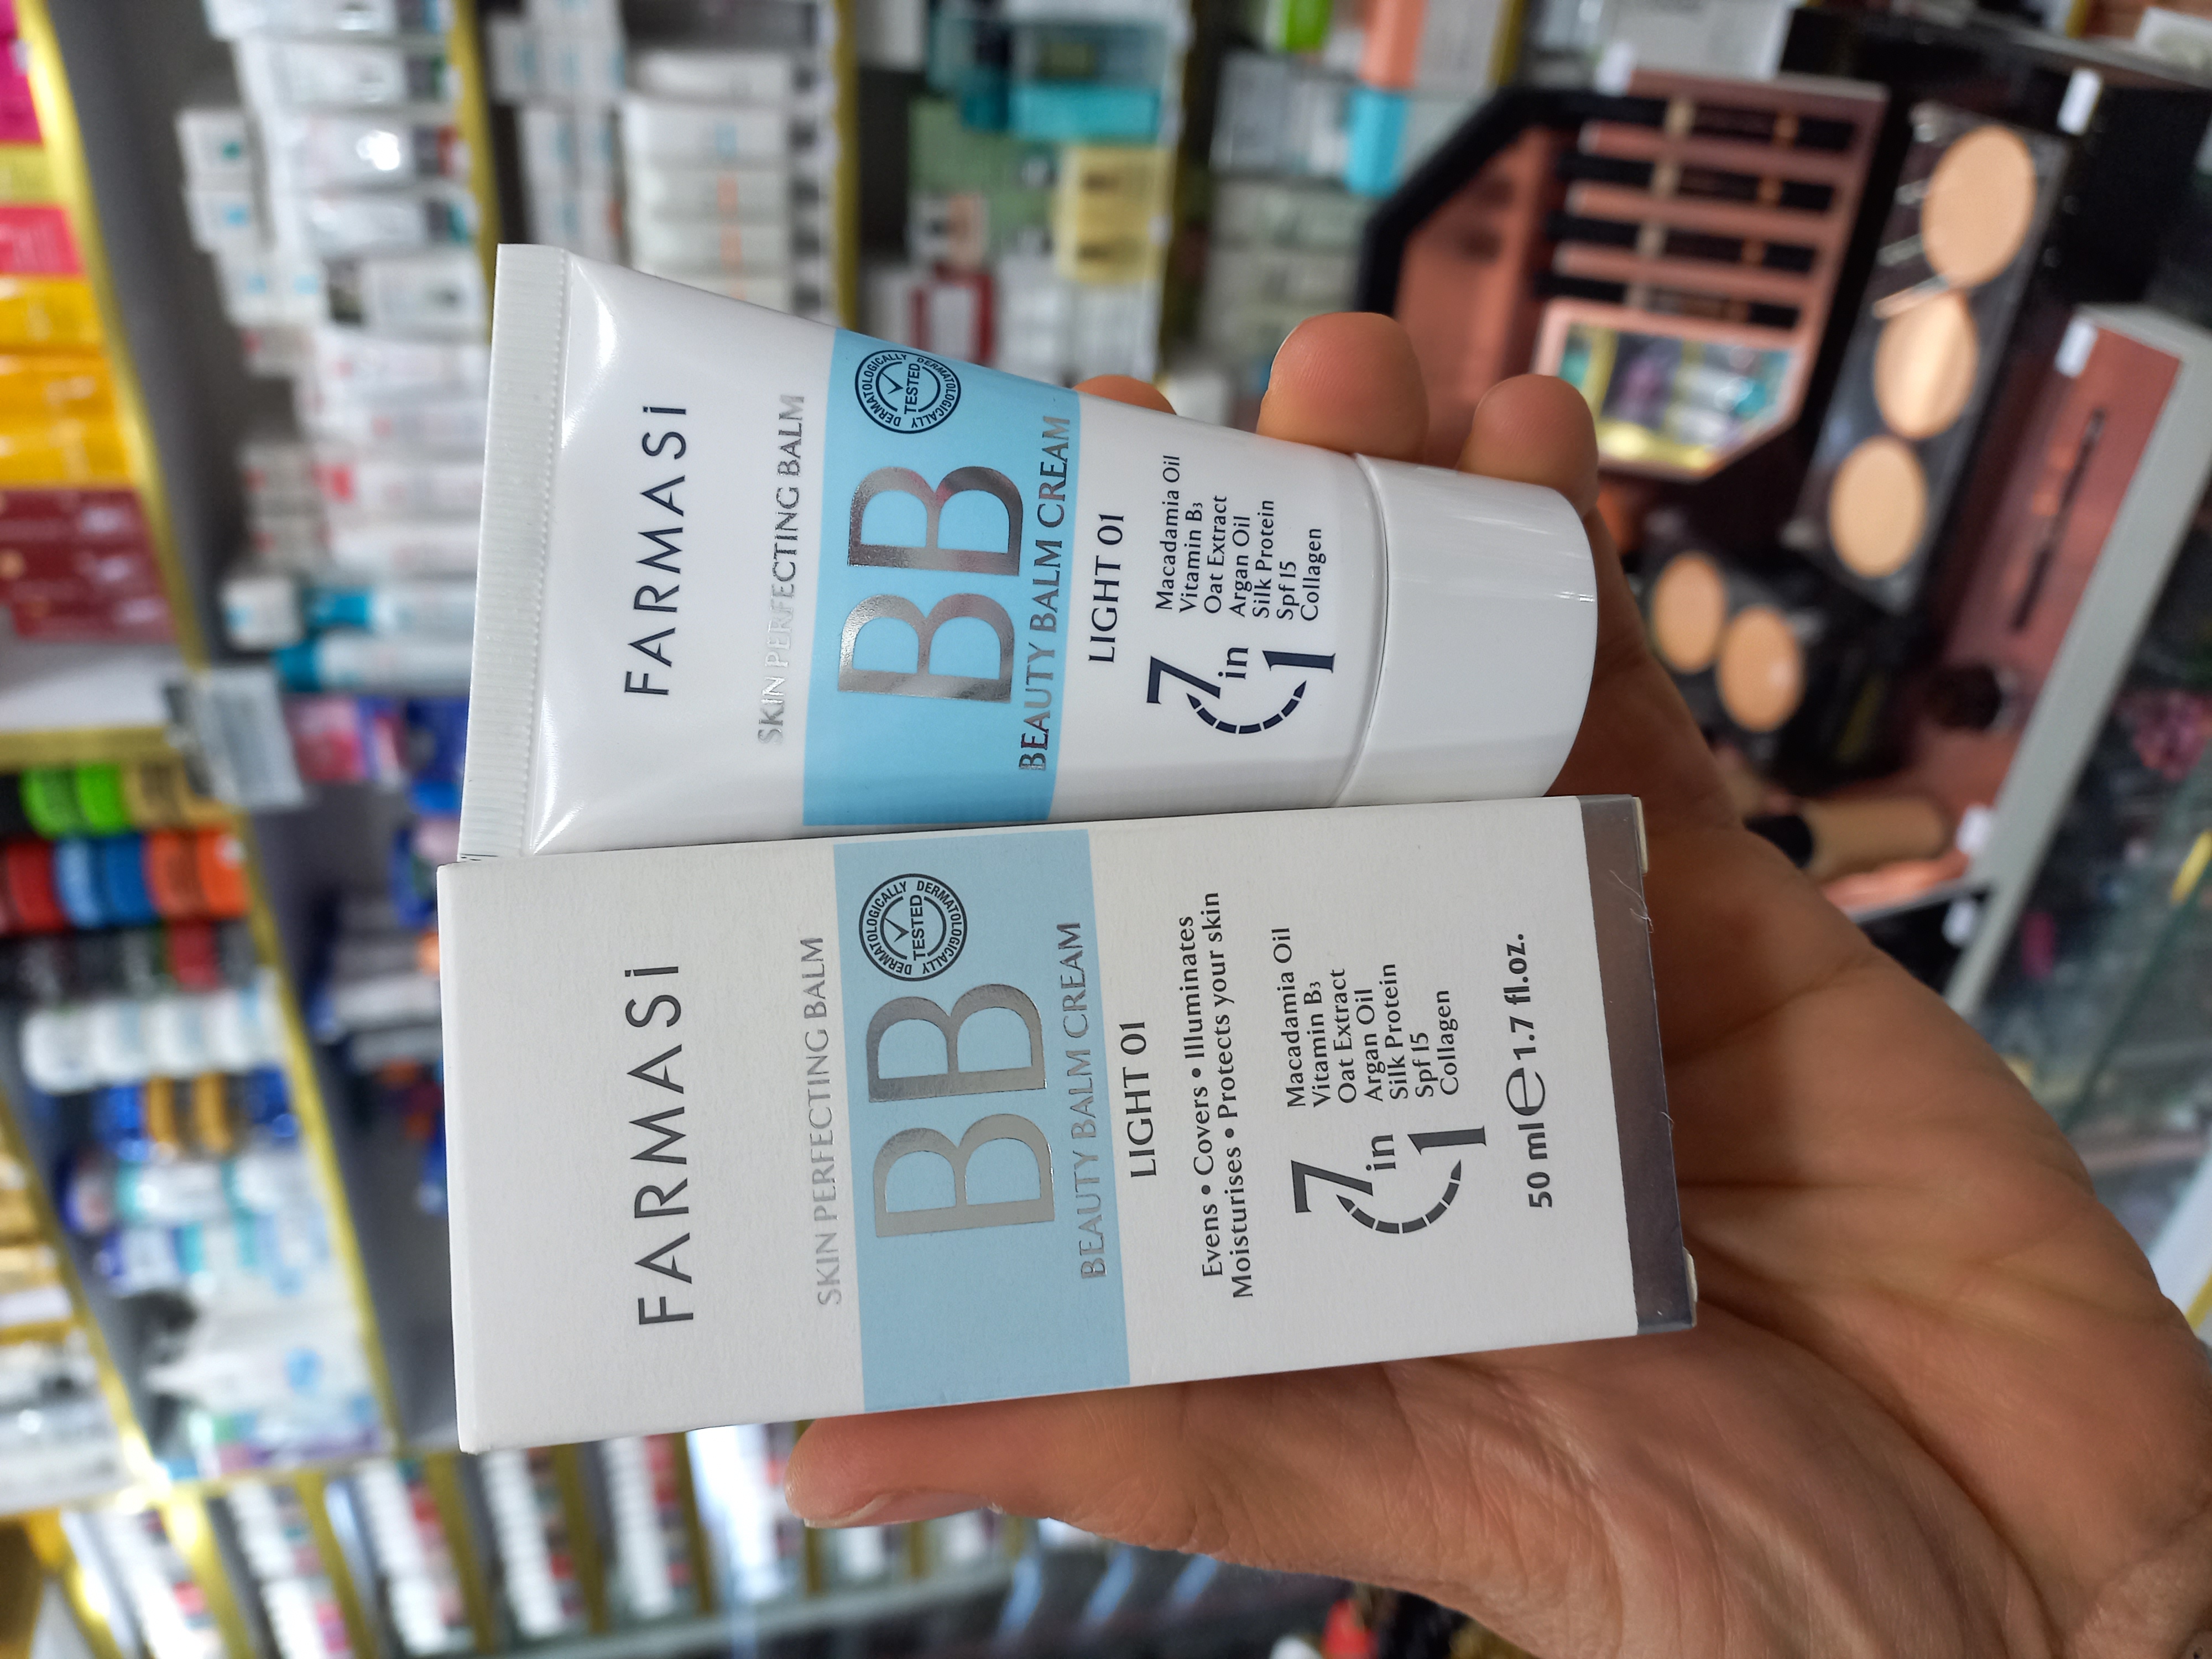 FARMASi
SKIN PERFECTING BALM
BB
DERMATOLOGICALLY
TESTED
DERMATOLOGICALLY
BEAUTY BALM CREAM
LIGHT 01
7 in 1
Macadamia Oil
Vitamin B₃
Oat Extract
Argan Oil
Silk Protein
Spf 15
Collagen
FARMASi
SKIN PERFECTING BALM
BB
DERMATOLOGICALLY
TESTED
DERMATOLOGICALLY
BEAUTY BALM CREAM
LIGHT 01
Evens • Covers • Illuminates
Moisturises • Protects your skin
7 in 1
Macadamia Oil
Vitamin B₃
Oat Extract
Argan Oil
Silk Protein
Spf 15
Collagen
50 ml ℮ 1.7 fl.oz.